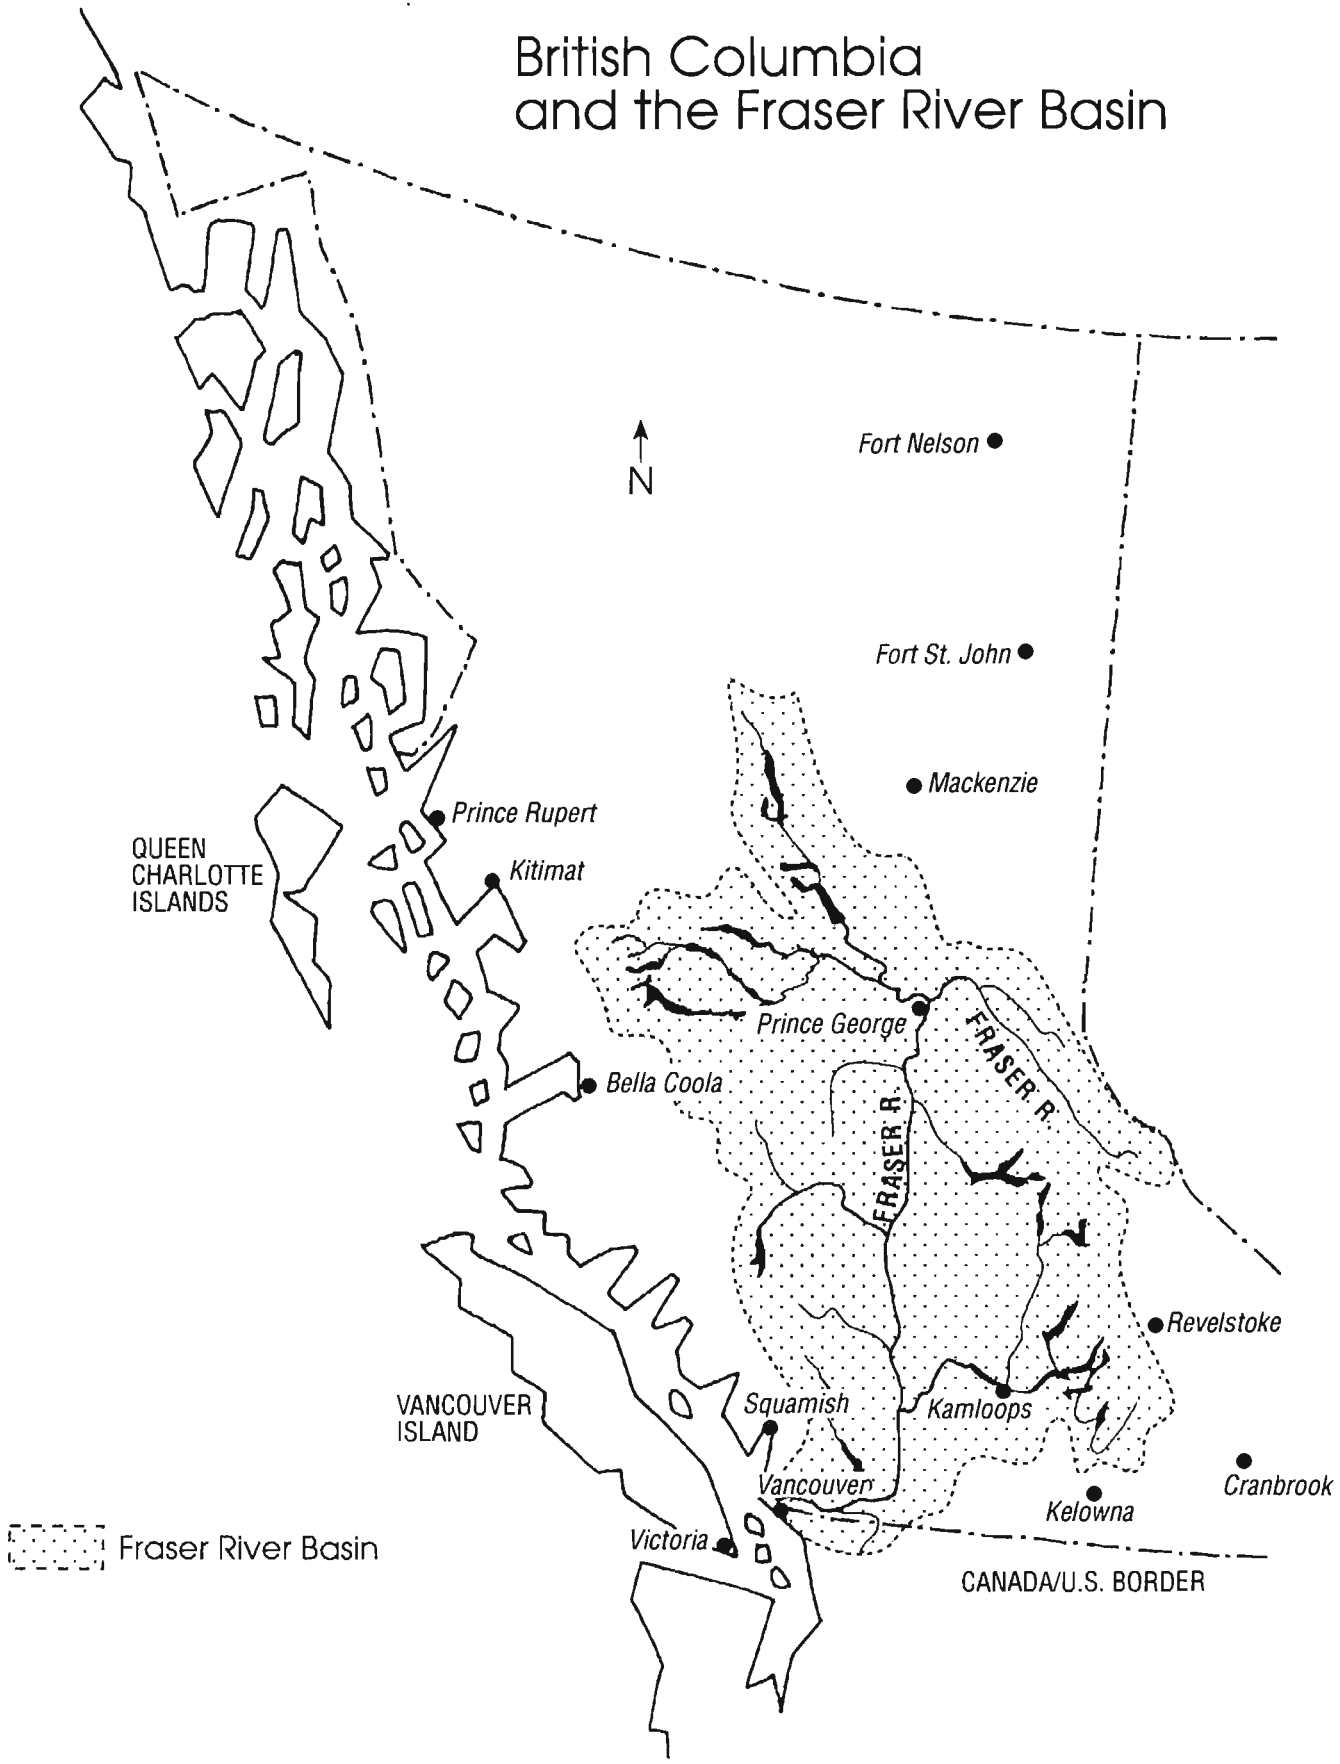 British Columbia
and the Fraser River Basin
Fort Nelson
N
Fort St. John
Mackenzie
Prince Rupert
QUEEN
CHARLOTTE
ISLANDS
Kitimat
Prince George
FRASER R.
Bella Coola
FRASER R.
Revelstoke
VANCOUVER
ISLAND
Squamish
Kamloops
Vancouver
Cranbrook
Kelowna
Victoria
Fraser River Basin
CANADA/U.S. BORDER